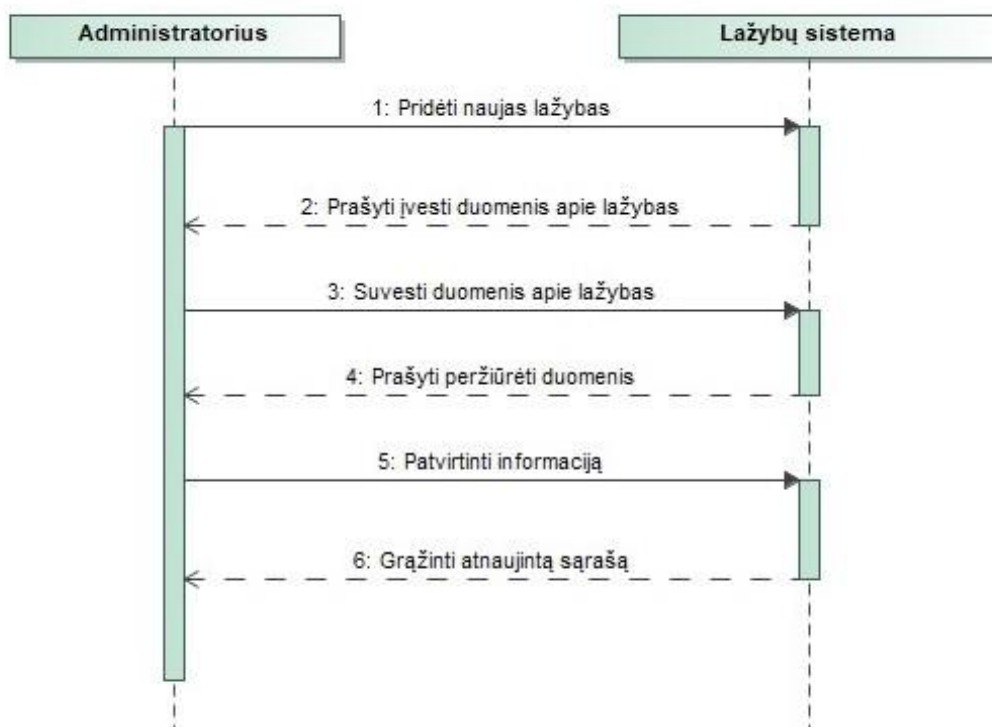 Administratorius
Lažybų sistema
1: Pridėti naujas lažybas
2: Prašyti įvesti duomenis apie lažybas
3: Suvesti duomenis apie lažybas
4: Prašyti peržiūrėti duomenis
5: Patvirtinti informaciją
6: Grąžinti atnaujintą sąrašą